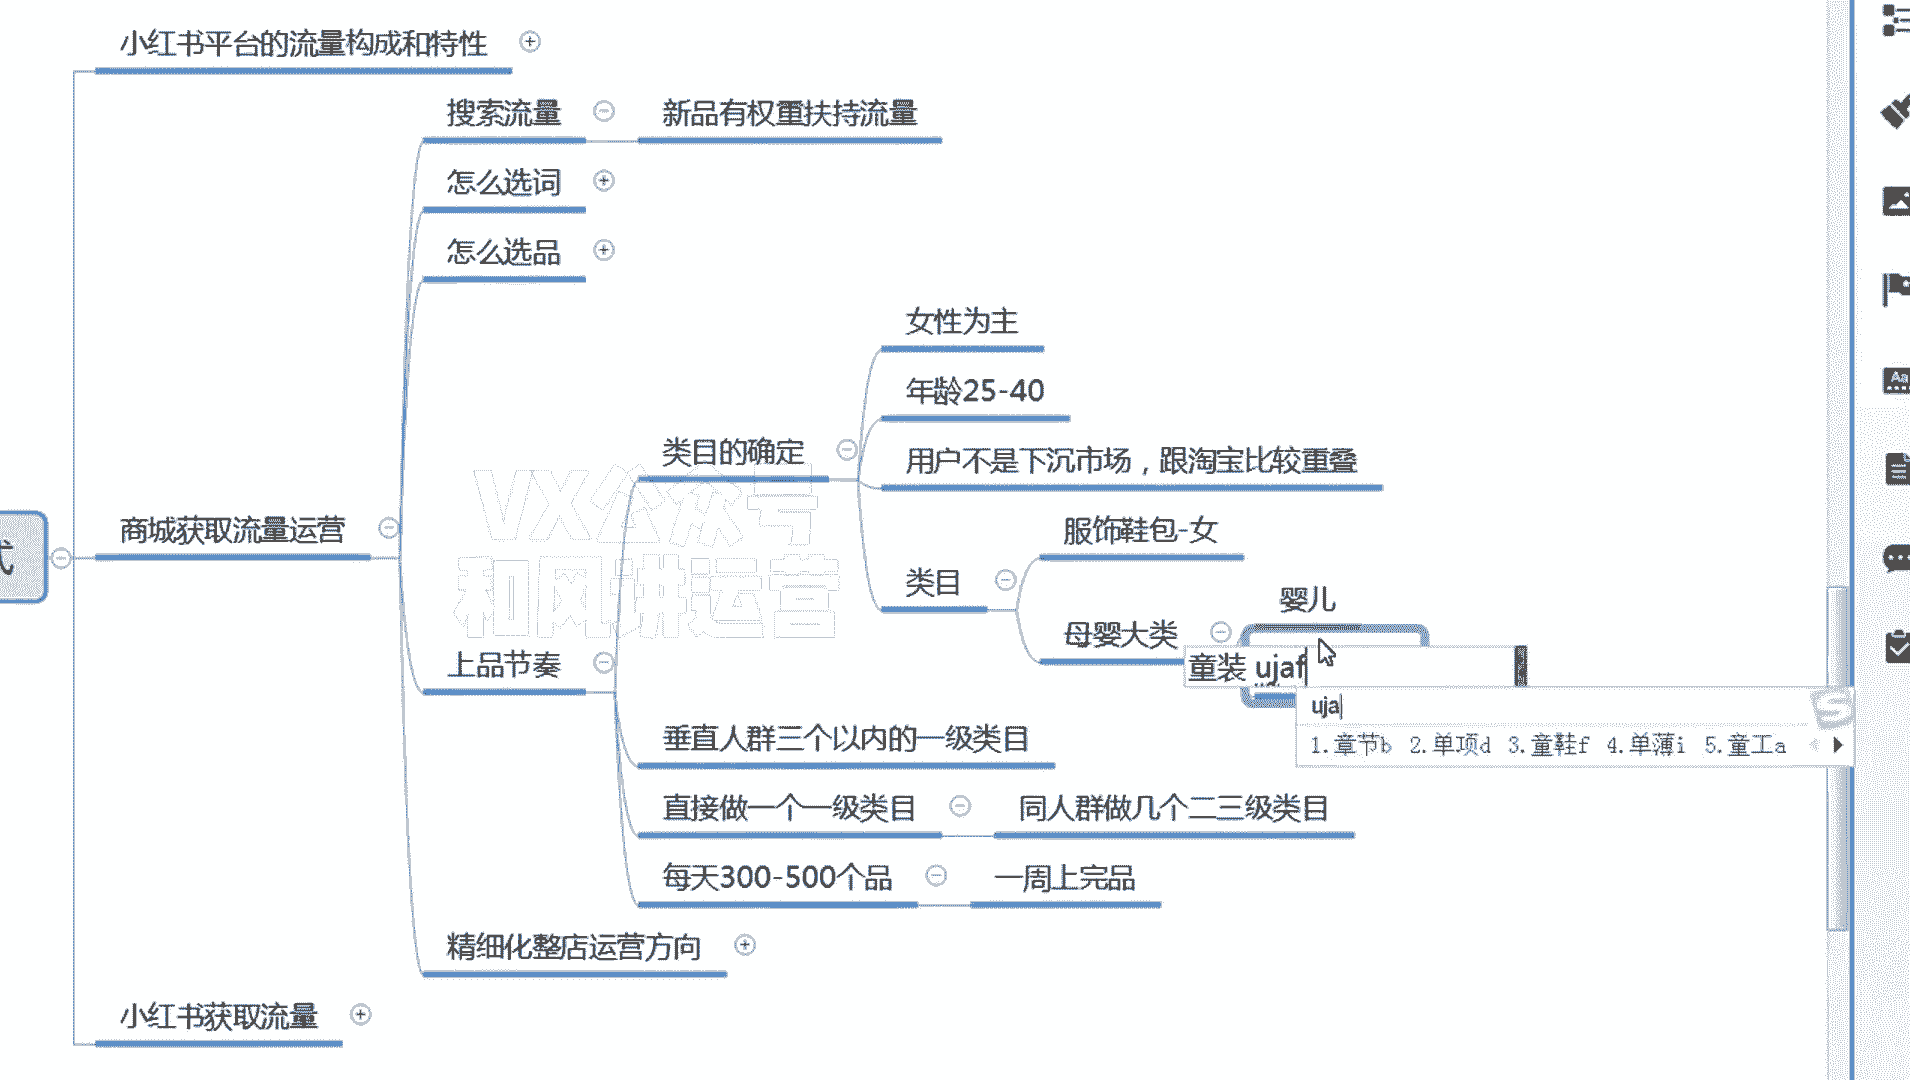 小红书平台的流量构成和特性
搜索流量
新品有权重扶持流量
怎么选词
怎么选品
女性为主
年龄25-40
类目的确定
用户不是下沉市场，跟淘宝比较重叠
VX公众号
和风讲运营
商城获取流量运营
服饰鞋包-女
类目
婴儿
母婴大类
童装 ujaf
上品节奏
uja
1.章节b 2.单项d 3.童鞋f 4.单薄i 5.童工a
垂直人群三个以内的一级类目
直接做一个一级类目
同人群做几个二三级类目
每天300-500个品
一周上完品
精细化整店运营方向
小红书获取流量